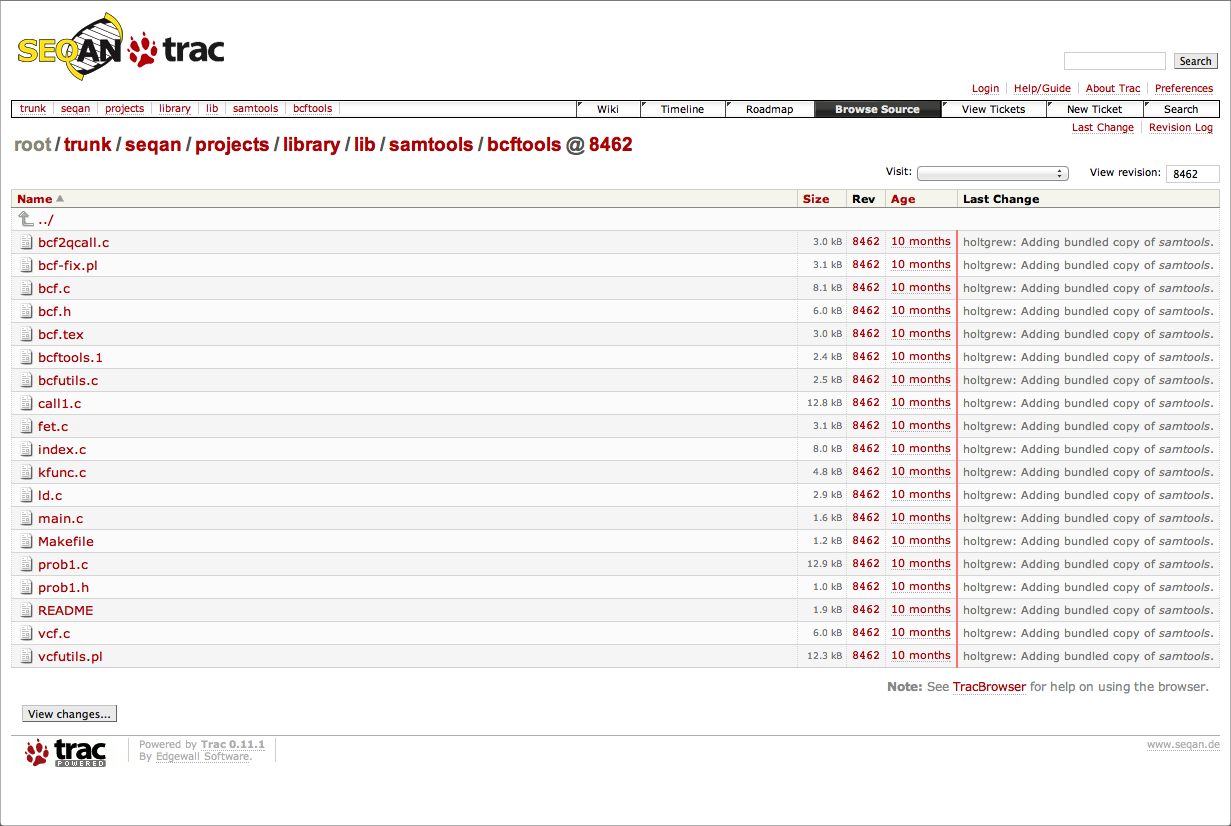 SEQAN trac
Search
Login Help/Guide About Trac Preferences
trunk seqan projects library lib samtools bcftools Wiki Timeline Roadmap Browse Source View Tickets New Ticket Search
Last Change Revision Log
root / trunk / seqan / projects / library / lib / samtools / bcftools @ 8462
Visit: View revision: 8462
Name Size Rev Age Last Change
../
bcf2qcall.c 3.0 kB 8462 10 months holtgrew: Adding bundled copy of samtools.
bcf-fix.pl 3.1 kB 8462 10 months holtgrew: Adding bundled copy of samtools.
bcf.c 8.1 kB 8462 10 months holtgrew: Adding bundled copy of samtools.
bcf.h 6.0 kB 8462 10 months holtgrew: Adding bundled copy of samtools.
bcf.tex 3.0 kB 8462 10 months holtgrew: Adding bundled copy of samtools.
bcftools.1 2.4 kB 8462 10 months holtgrew: Adding bundled copy of samtools.
bcfutils.c 2.5 kB 8462 10 months holtgrew: Adding bundled copy of samtools.
call1.c 12.8 kB 8462 10 months holtgrew: Adding bundled copy of samtools.
fet.c 3.1 kB 8462 10 months holtgrew: Adding bundled copy of samtools.
index.c 8.0 kB 8462 10 months holtgrew: Adding bundled copy of samtools.
kfunc.c 4.8 kB 8462 10 months holtgrew: Adding bundled copy of samtools.
ld.c 2.9 kB 8462 10 months holtgrew: Adding bundled copy of samtools.
main.c 1.6 kB 8462 10 months holtgrew: Adding bundled copy of samtools.
Makefile 1.2 kB 8462 10 months holtgrew: Adding bundled copy of samtools.
prob1.c 12.9 kB 8462 10 months holtgrew: Adding bundled copy of samtools.
prob1.h 1.0 kB 8462 10 months holtgrew: Adding bundled copy of samtools.
README 1.9 kB 8462 10 months holtgrew: Adding bundled copy of samtools.
vcf.c 6.0 kB 8462 10 months holtgrew: Adding bundled copy of samtools.
vcfutils.pl 12.3 kB 8462 10 months holtgrew: Adding bundled copy of samtools.
Note: See TracBrowser for help on using the browser.
View changes...
trac POWERED
Powered by Trac 0.11.1
By Edgewall Software.
www.seqan.de